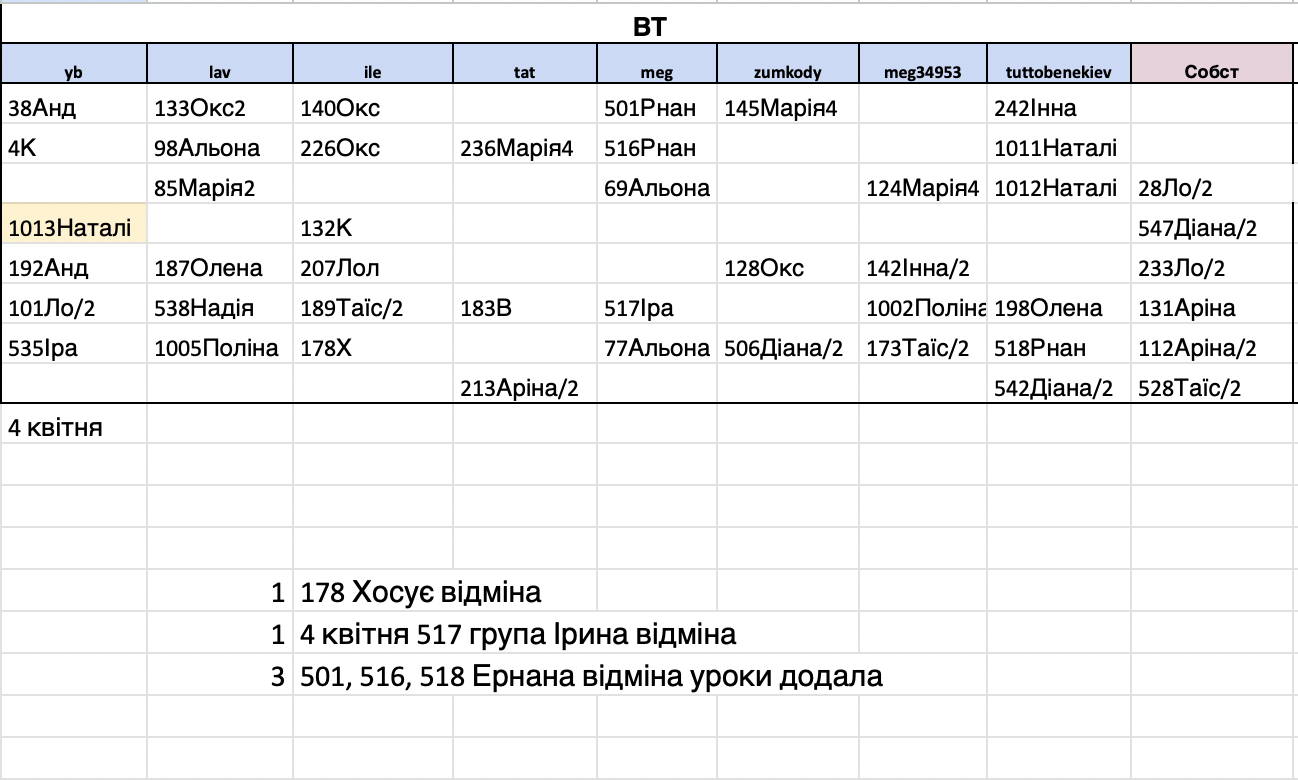 ВТ
yb lav ile tat meg zumkody meg34953 tuttobenekiev Собст
38Анд 133Окс2 140Окс 501Рнан 145Марія4 242Інна
4К 98Альона 226Окс 236Марія4 516Рнан 1011Наталі
85Марія2 69Альона 124Марія4 1012Наталі 28Ло/2
1013Наталі 132К 547Діана/2
192Анд 187Олена 207Лол 128Окс 142Інна/2 233Ло/2
101Ло/2 538Надія 189Таїс/2 183В 517Іра 1002Поліна 198Олена 131Аріна
535Іра 1005Поліна 178Х 77Альона 506Діана/2 173Таїс/2 518Рнан 112Аріна/2
213Аріна/2 542Діана/2 528Таїс/2
4 квітня
1 178 Хосує відміна
1 4 квітня 517 група Ірина відміна
3 501, 516, 518 Ернана відміна уроки додала